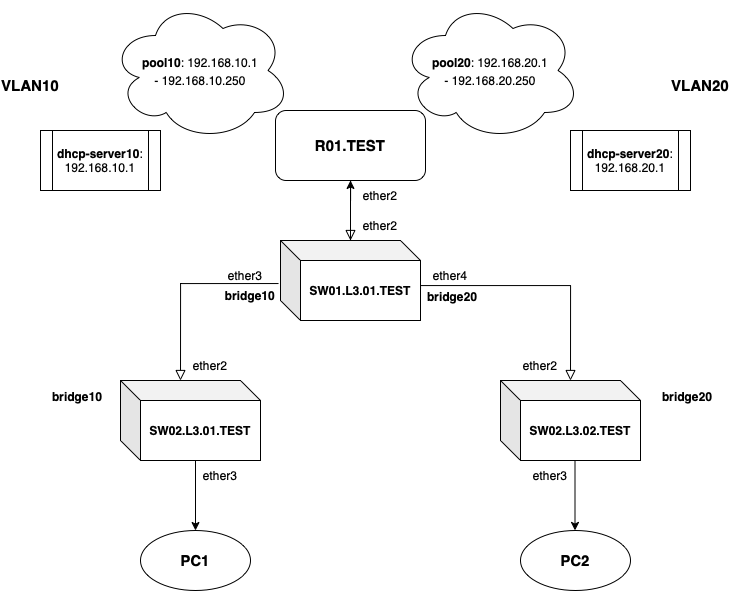 pool10: 192.168.10.1
- 192.168.10.250
pool20: 192.168.20.1
- 192.168.20.250
VLAN10
VLAN20
dhcp-server10:
192.168.10.1
R01.TEST
dhcp-server20:
192.168.20.1
ether2
ether2
ether3
ether4
bridge10
SW01.L3.01.TEST
bridge20
ether2
ether2
bridge10
bridge20
SW02.L3.01.TEST
SW02.L3.02.TEST
ether3
ether3
PC1
PC2